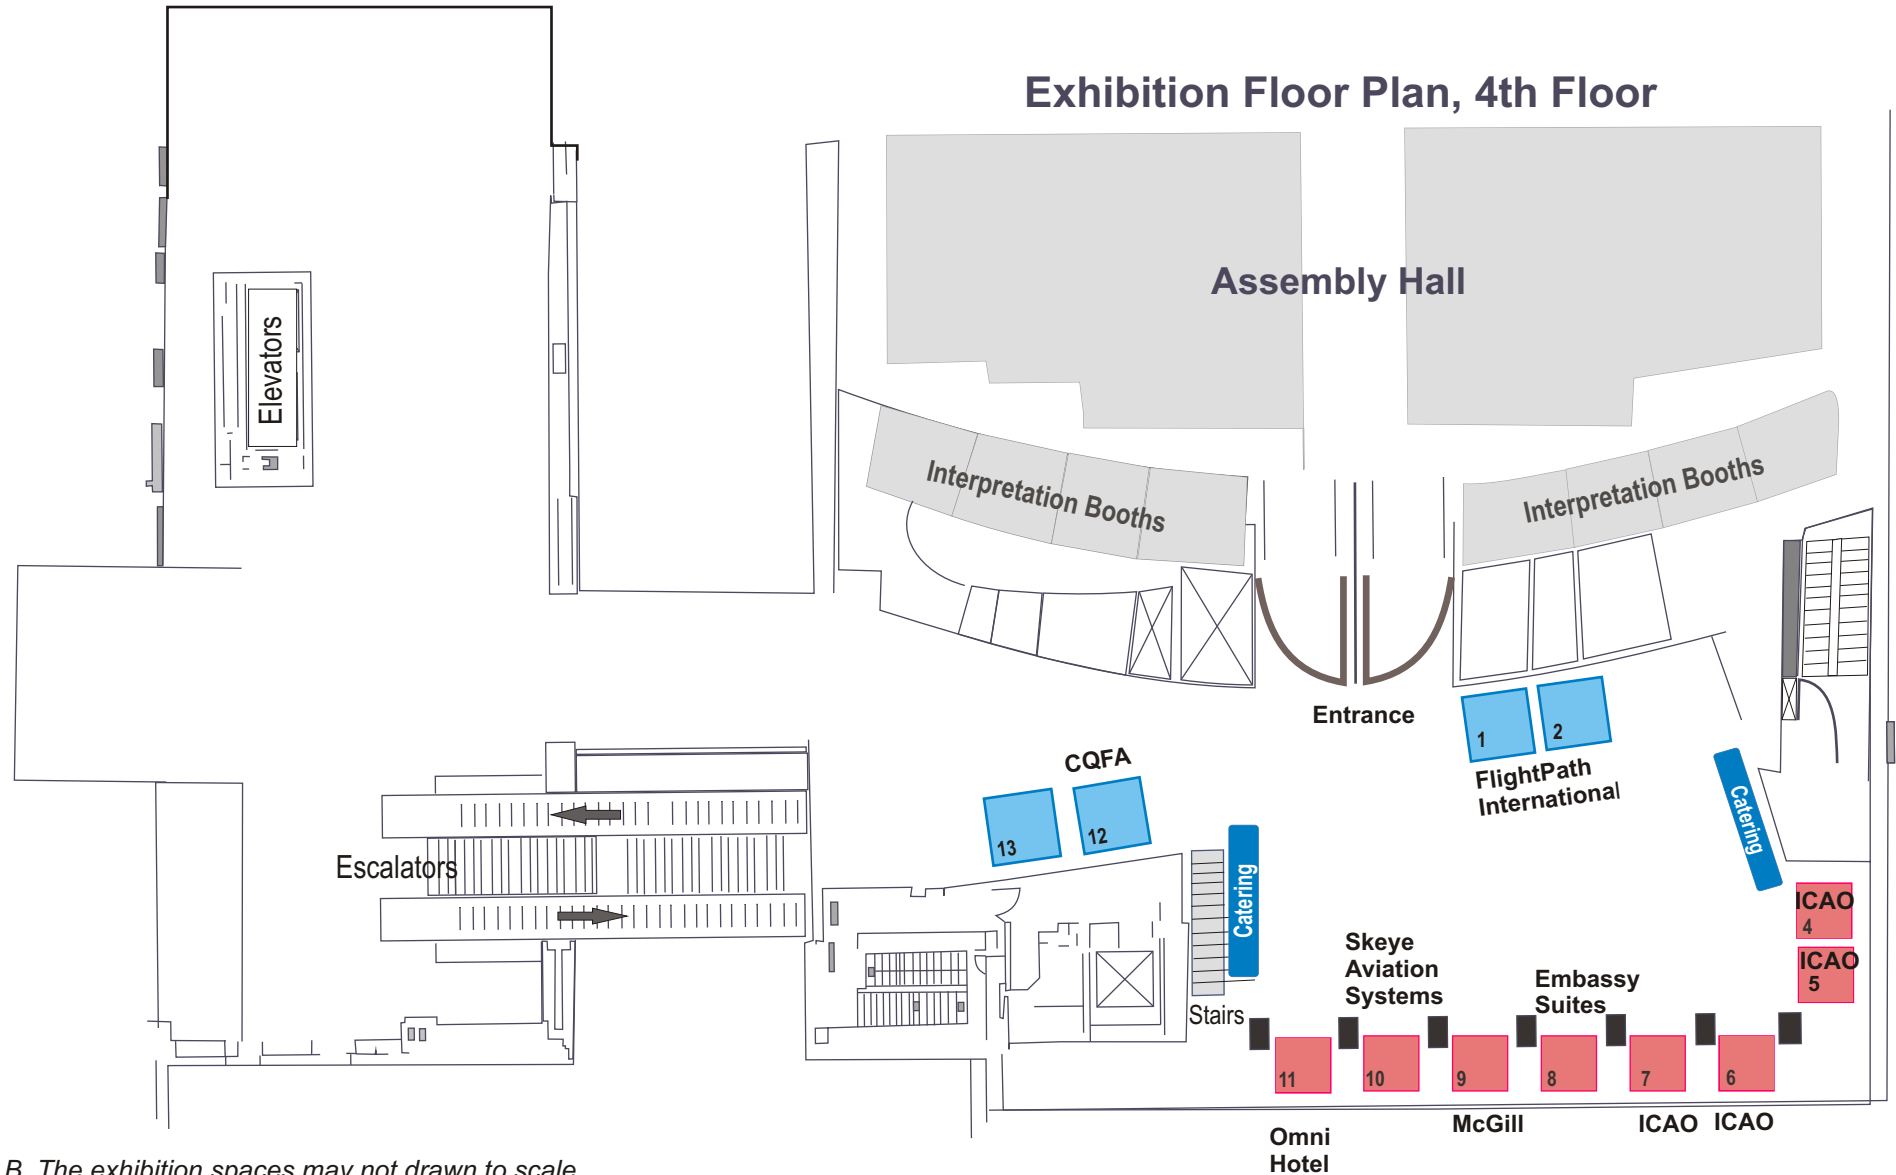 Exhibition Floor Plan, 4th Floor
Assembly Hall
Elevators
Interpretation Booths
Interpretation Booths
Entrance
1
2
FlightPath
International
CQFA
13
12
Catering
Catering
Escalators
Stairs
ICAO
4
ICAO
5
Skeye
Aviation
Systems
Embassy
Suites
11
10
9
8
7
6
Omni
Hotel
McGill
ICAO
ICAO
B. The exhibition spaces may not drawn to scale